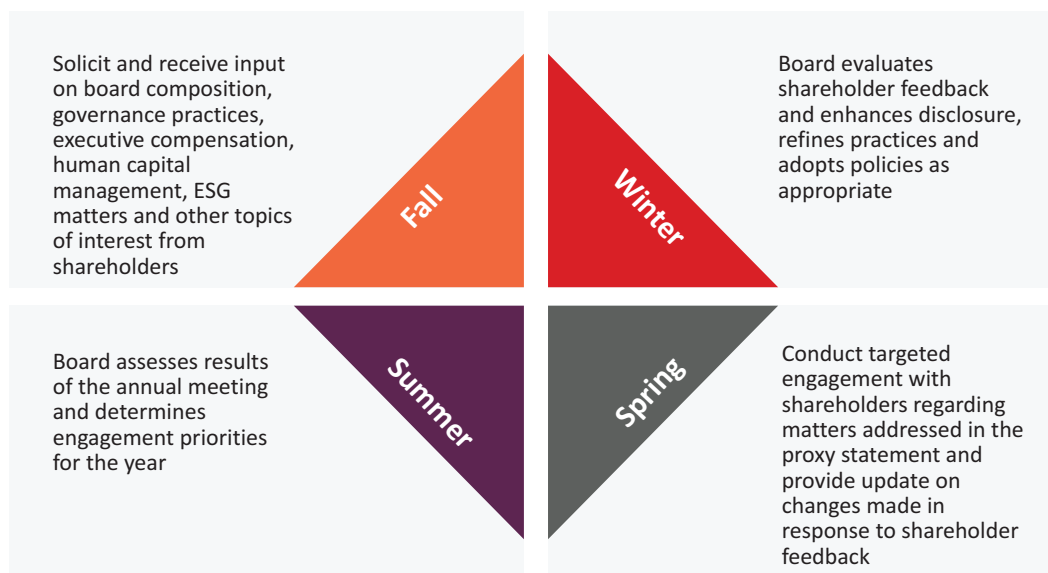 Solicit and receive input
on board composition,
governance practices,
executive compensation,
human capital
management, ESG
matters and other topics
of interest from
shareholders
Fall
Winter
Board evaluates
shareholder feedback
and enhances disclosure,
refines practices and
adopts policies as
appropriate
Board assesses results
of the annual meeting
and determines
engagement priorities
for the year
Summer
Spring
Conduct targeted
engagement with
shareholders regarding
matters addressed in the
proxy statement and
provide update on
changes made in
response to shareholder
feedback